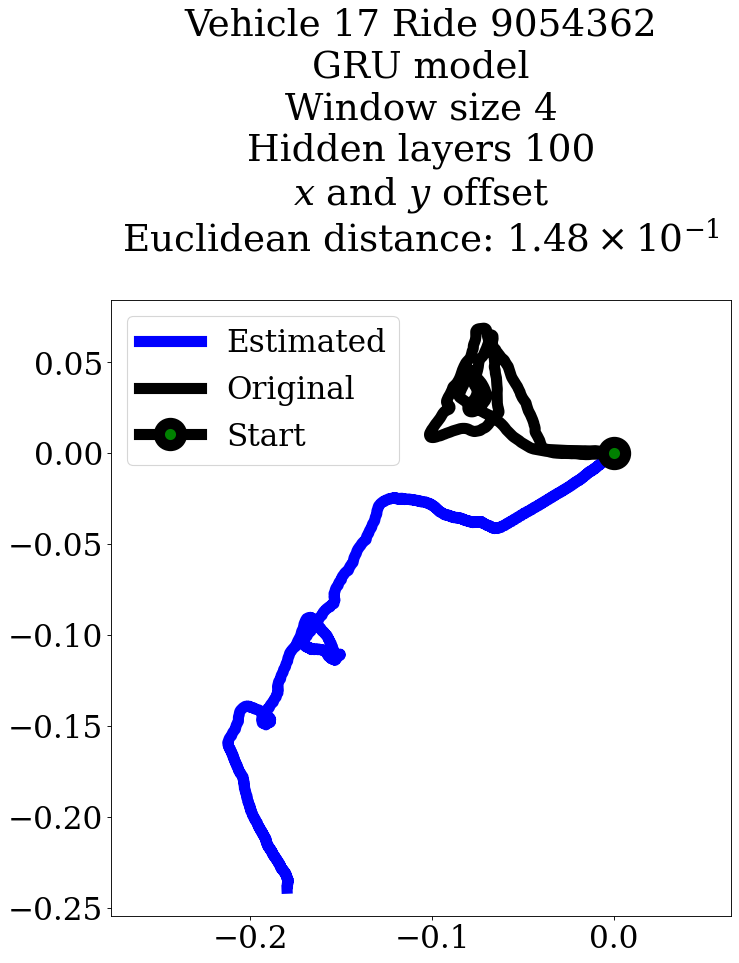 Vehicle 17 Ride 9054362
GRU model
Window size 4
Hidden layers 100
x and y offset
Euclidean distance: 1.48 × 10⁻¹
Estimated
Original
Start
0.05
0.00
−0.05
−0.10
−0.15
−0.20
−0.25
−0.2
−0.1
0.0